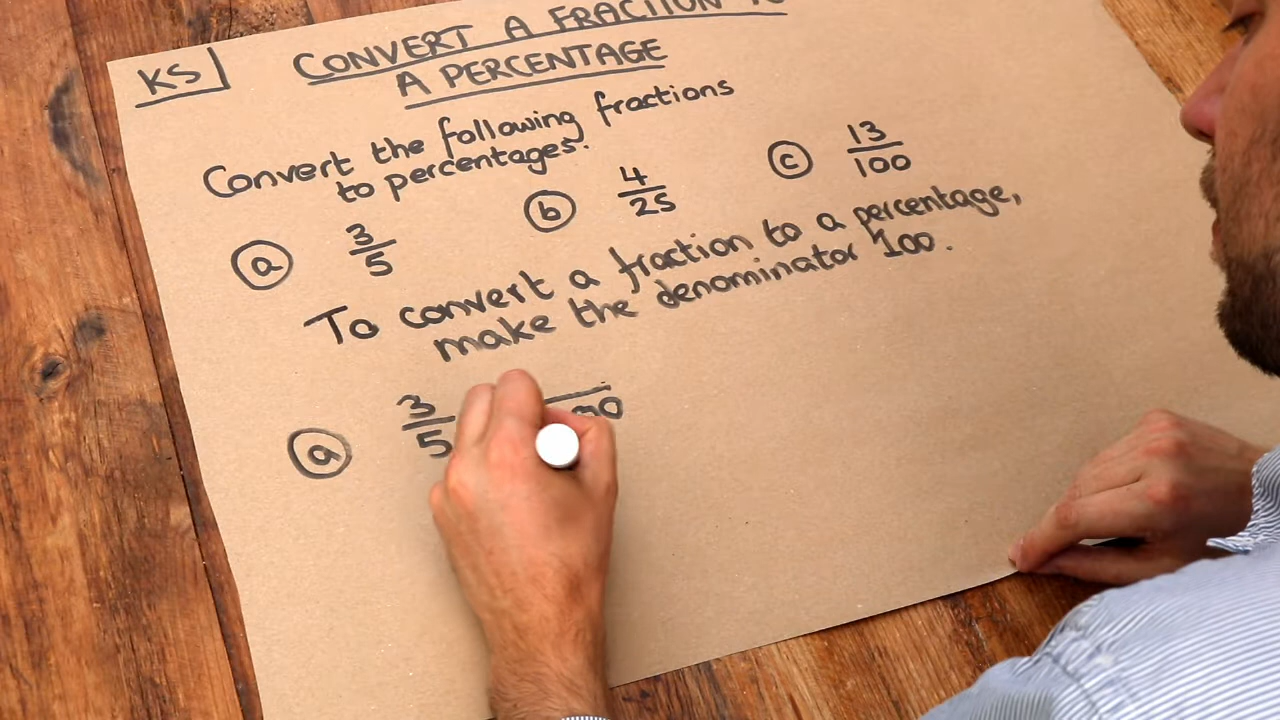 KS
CONVERT A FRACTION TO
A PERCENTAGE
Convert the following fractions
to percentages.
a 3/5 b 4/25 c 13/100
To convert a fraction to a percentage,
make the denominator 100.
a 3/5